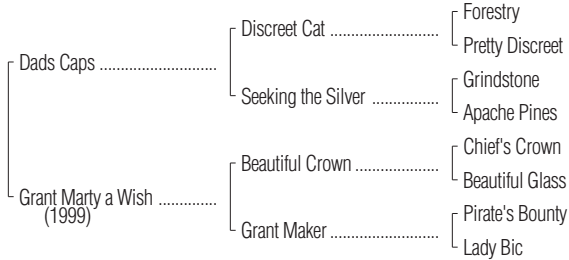 Forestry
Discreet Cat ......................
Pretty Discreet
Dads Caps ........................
Grindstone
Seeking the Silver .............
Apache Pines
Chief's Crown
Beautiful Crown .................
Beautiful Glass
Grant Marty a Wish ............
(1999)
Pirate's Bounty
Grant Maker ......................
Lady Bic